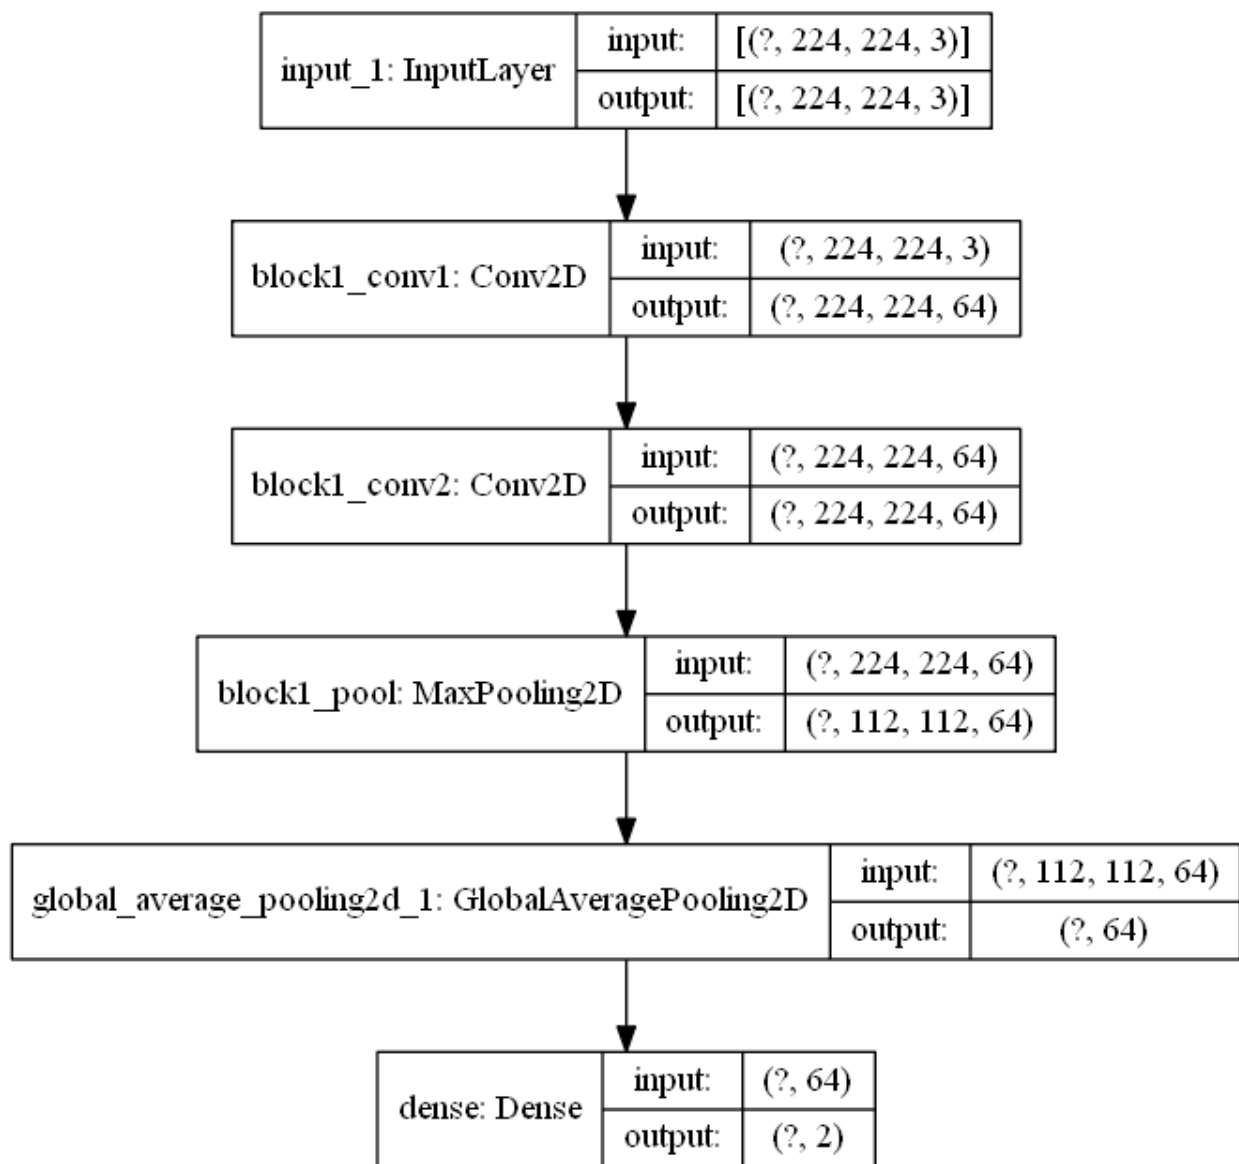 input_1: InputLayer
input: [(?, 224, 224, 3)]
output: [(?, 224, 224, 3)]
block1_conv1: Conv2D
input: (?, 224, 224, 3)
output: (?, 224, 224, 64)
block1_conv2: Conv2D
input: (?, 224, 224, 64)
output: (?, 224, 224, 64)
block1_pool: MaxPooling2D
input: (?, 224, 224, 64)
output: (?, 112, 112, 64)
global_average_pooling2d_1: GlobalAveragePooling2D
input: (?, 112, 112, 64)
output: (?, 64)
dense: Dense
input: (?, 64)
output: (?, 2)